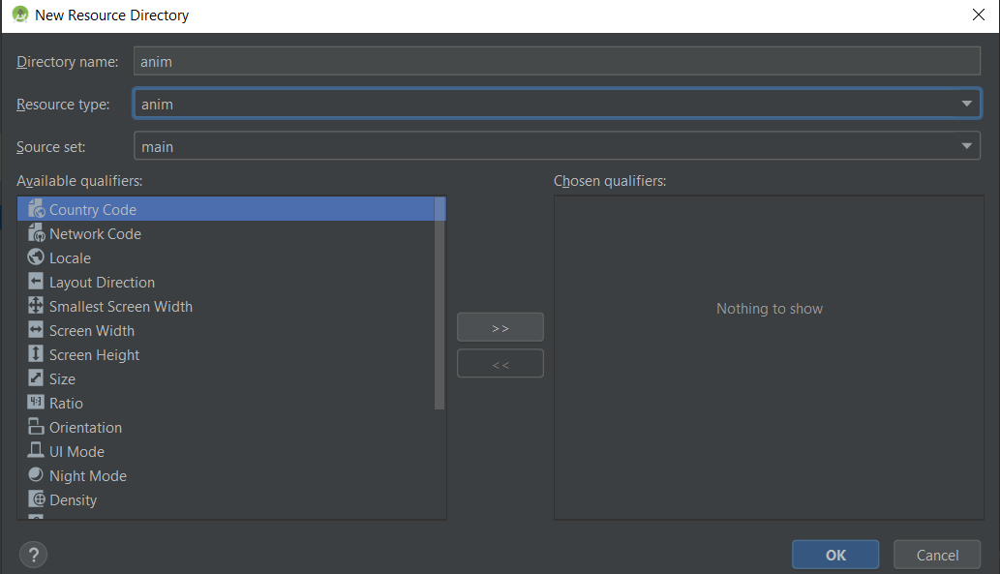 New Resource Directory
Directory name: anim
Resource type: anim
Source set: main
Available qualifiers:
Chosen qualifiers:
Country Code
Network Code
Locale
Layout Direction
Smallest Screen Width
Screen Width
Screen Height
Size
4:3 Ratio
Orientation
UI Mode
Night Mode
Density
>>
<<
Nothing to show
?
OK
Cancel